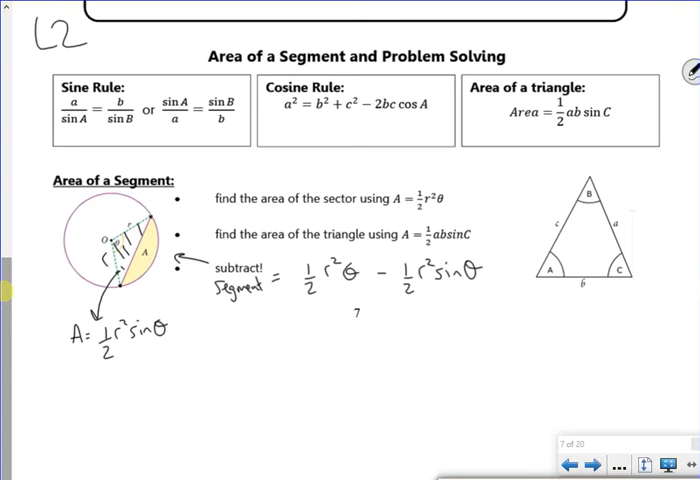 L2
Area of a Segment and Problem Solving
Sine Rule:
a/sin A = b/sin B or sin A/a = sin B/b
Cosine Rule:
a² = b² + c² − 2bc cos A
Area of a triangle:
Area = 1/2 ab sin C
Area of a Segment:
• find the area of the sector using A = 1/2 r²θ
• find the area of the triangle using A = 1/2 absinC
• subtract!
Segment = 1/2 r²θ − 1/2 r²sinθ
O
r
r
A
A = 1/2 r²sinθ
B
c
a
A
C
b
7
7 of 20